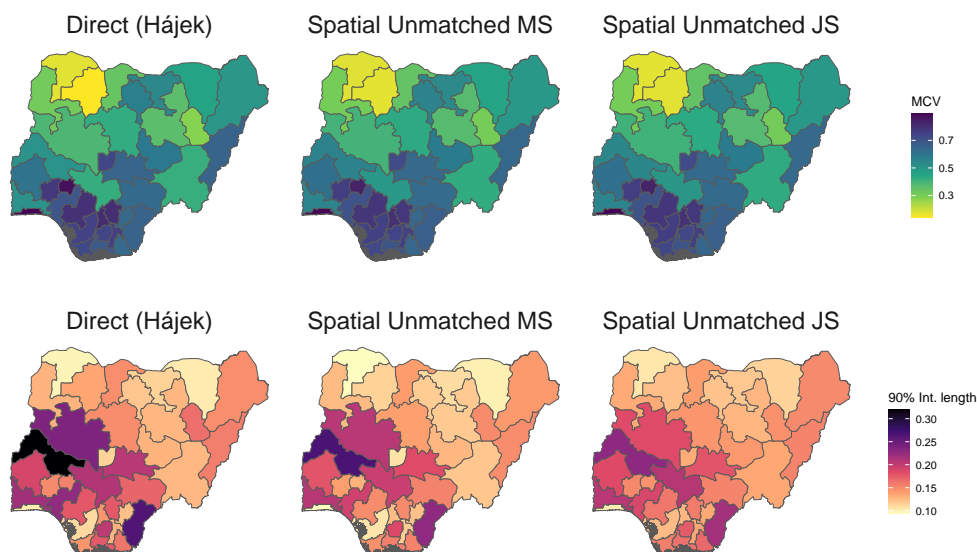 Direct (Hájek)
Spatial Unmatched MS
Spatial Unmatched JS
MCV
0.7
0.5
0.3
Direct (Hájek)
Spatial Unmatched MS
Spatial Unmatched JS
90% Int. length
0.30
0.25
0.20
0.15
0.10